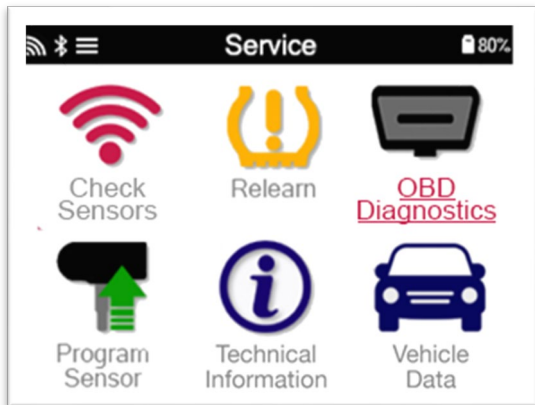 Service
80%
Check
Sensors
Relearn
OBD
Diagnostics
Program
Sensor
Technical
Information
Vehicle
Data